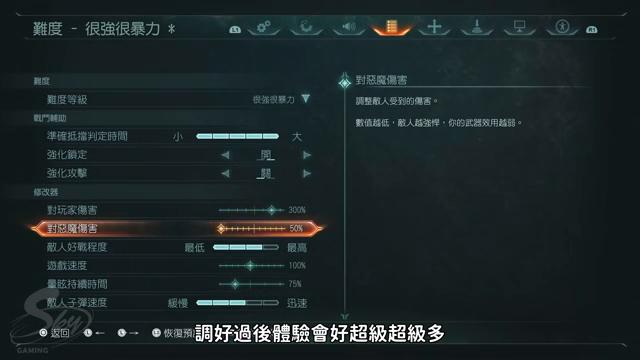 難度 - 很強很暴力 *
L1
R1
難度
難度等級 很強很暴力
戰鬥輔助
準確抵擋判定時間 小 大
強化鎖定 開
強化攻擊 關
修改器
對玩家傷害 300%
對惡魔傷害 50%
敵人好戰程度 最低 最高
遊戲速度 100%
暈眩持續時間 75%
敵人子彈速度 緩慢 迅速
對惡魔傷害
調整敵人受到的傷害。
數值越低，敵人越強悍，你的武器效用越弱。
返回
恢復預
調好過後體驗會好超級超級多
Sky
GAMING